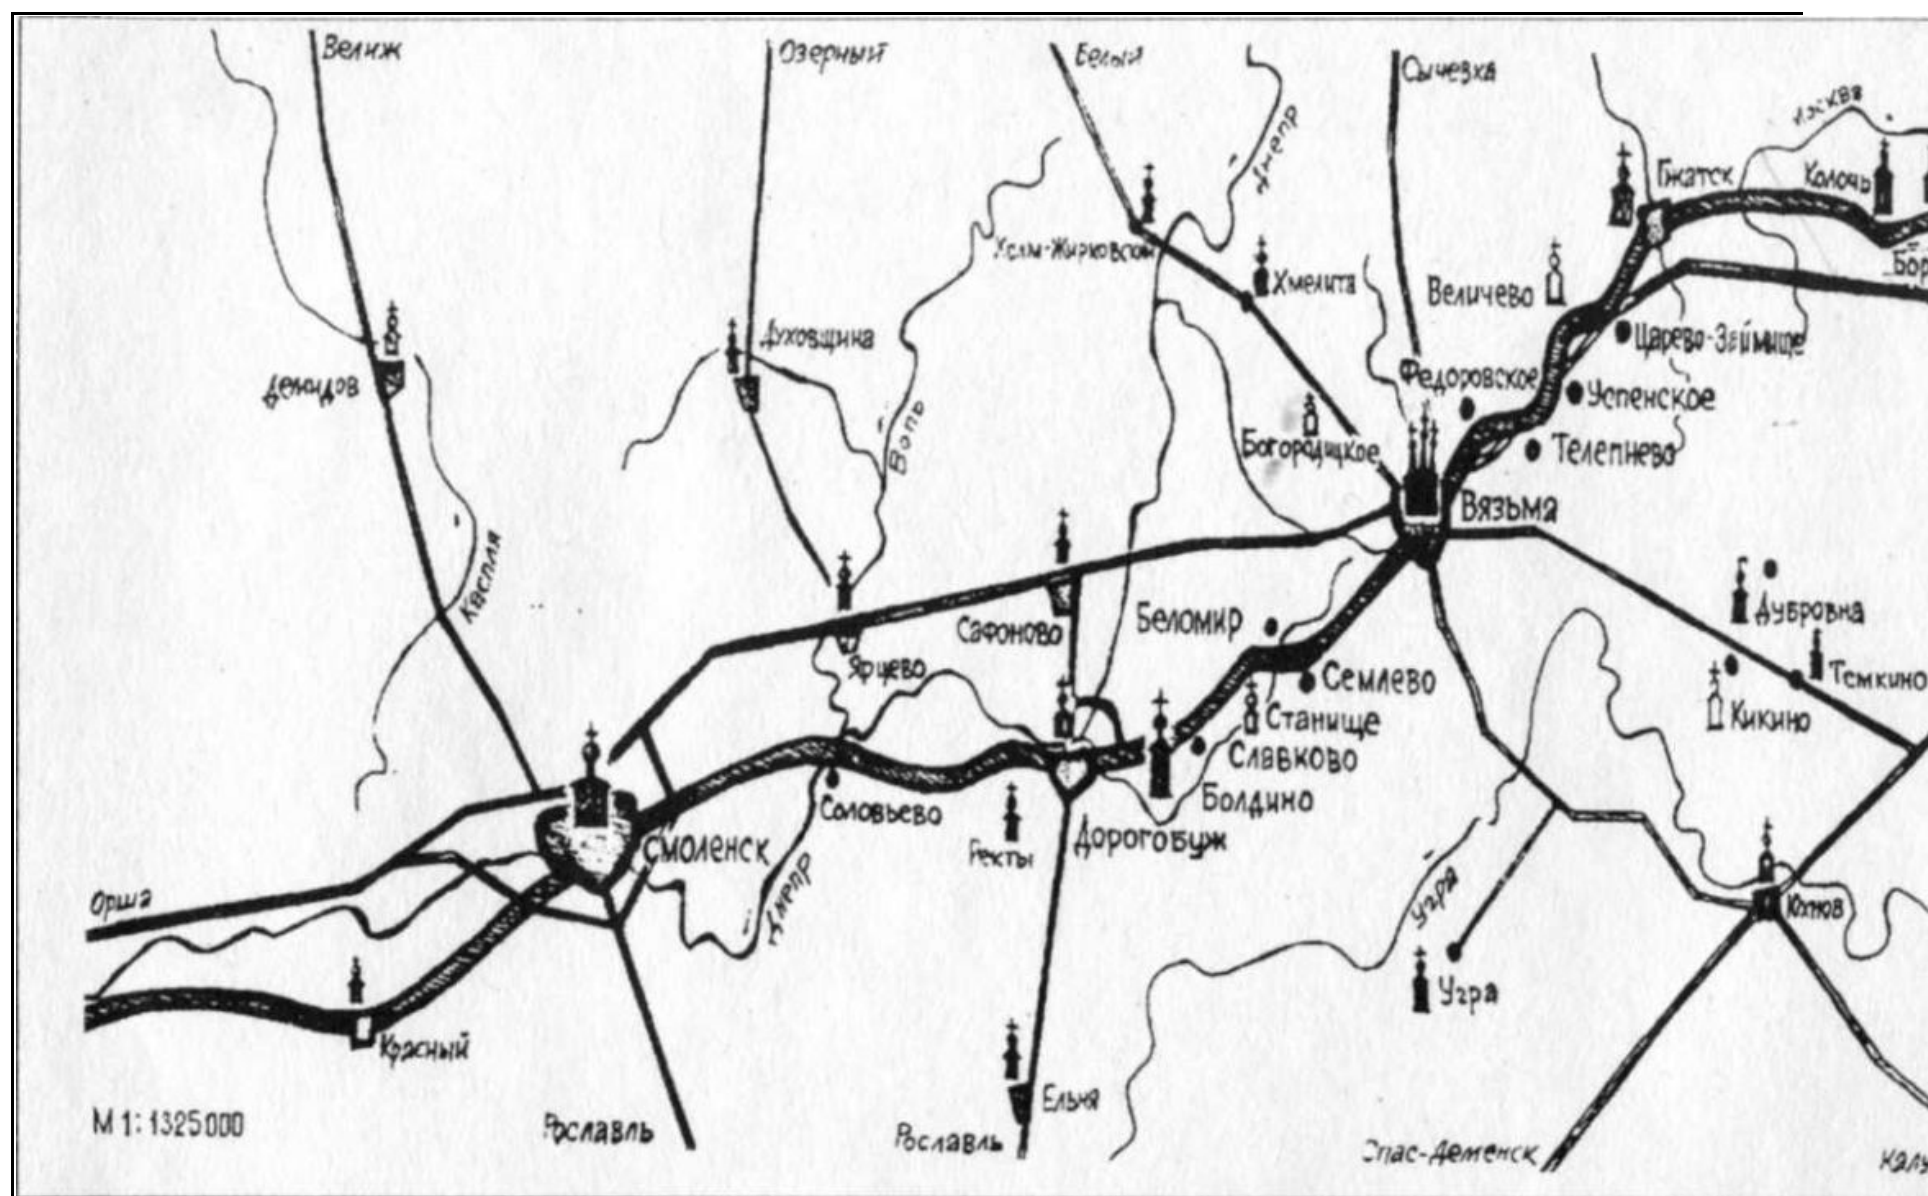 Велиж
Озерный
Белый
Сычевка
Москва
Днепр
Гжатск
Колочь
Холм-Жирковский
Хмелита
Величево
Бор
Духовщина
Царево-Займище
Демидов
Федоровское
Успенское
Вопь
Богородицкое
Телепнево
Вязьма
Каспля
Сафоново
Беломир
Дубровна
Ярцево
Семлево
Темкино
Станище
Кикино
Славково
Соловьево
Болдино
Смоленск
Ректы
Дорогобуж
Орша
Днепр
Угра
Юхнов
Угра
Красный
Ельня
М 1:1325000
Рославль
Рославль
Спас-Деменск
Калу